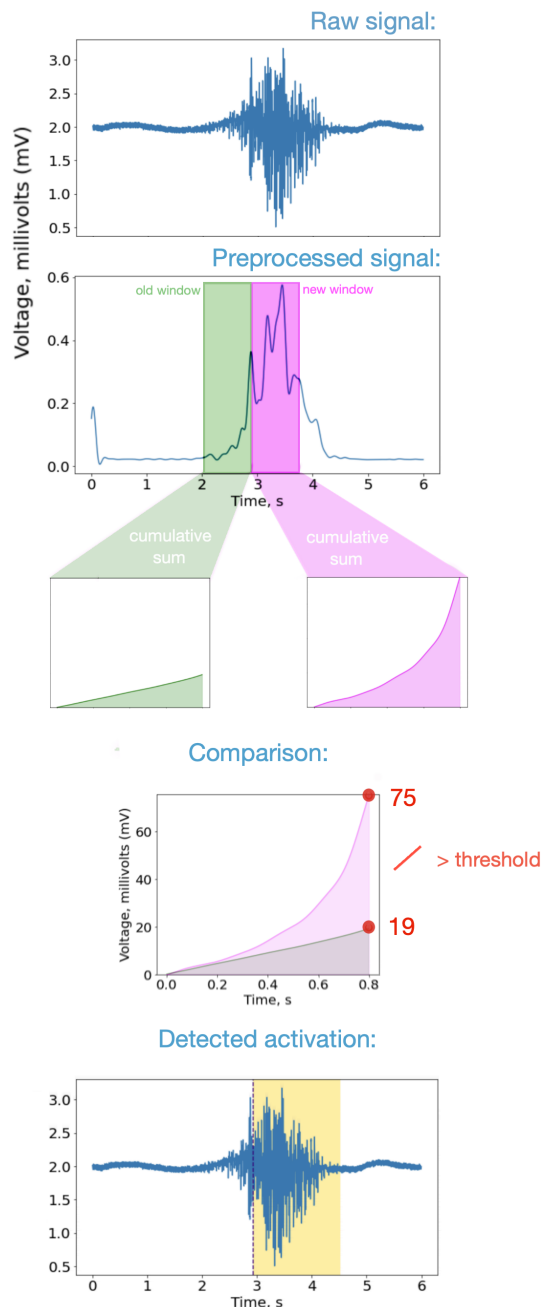 Raw signal:
3.0
2.5
2.0
1.5
1.0
0.5
Voltage, millivolts (mV)
Preprocessed signal:
0.6
0.4
0.2
0.0
old window
new window
0 1 2 3 4 5 6
Time, s
cumulative
sum
cumulative
sum
Comparison:
60
40
20
0
Voltage, millivolts (mV)
75
> threshold
19
0.0 0.2 0.4 0.6 0.8
Time, s
Detected activation:
3.0
2.5
2.0
1.5
1.0
0.5
0 1 2 3 4 5 6
Time, s